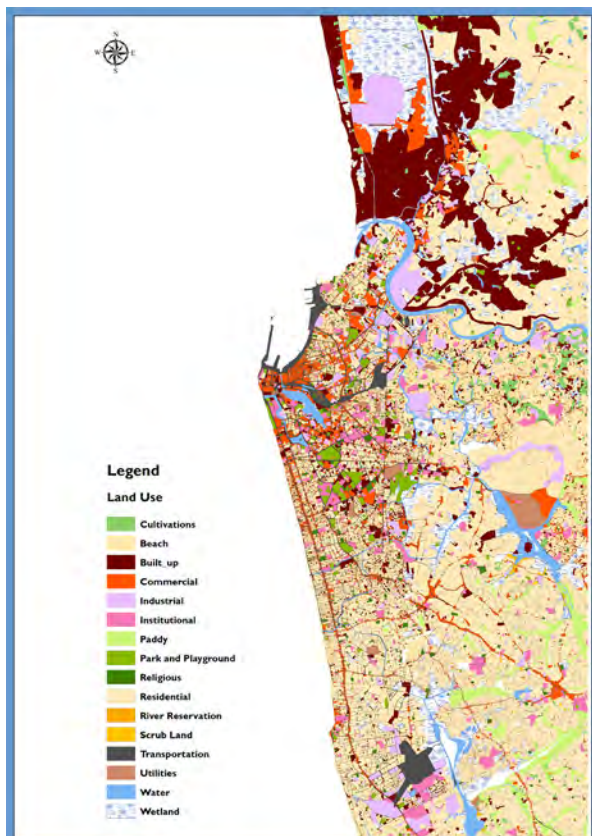 N
W E
S
Legend
Land Use
Cultivations
Beach
Built_up
Commercial
Industrial
Institutional
Paddy
Park and Playground
Religious
Residential
River Reservation
Scrub Land
Transportation
Utilities
Water
Wetland